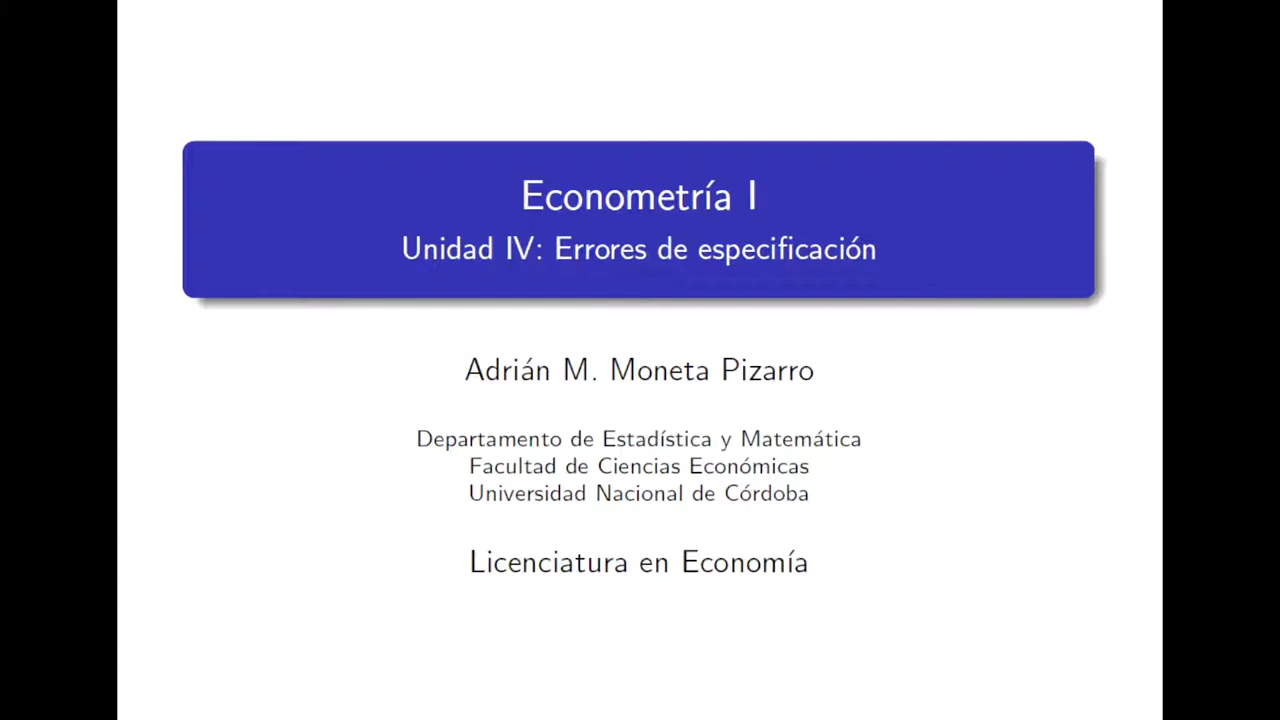 Econometría I
Unidad IV: Errores de especificación
Adrián M. Moneta Pizarro
Departamento de Estadística y Matemática
Facultad de Ciencias Económicas
Universidad Nacional de Córdoba
Licenciatura en Economía